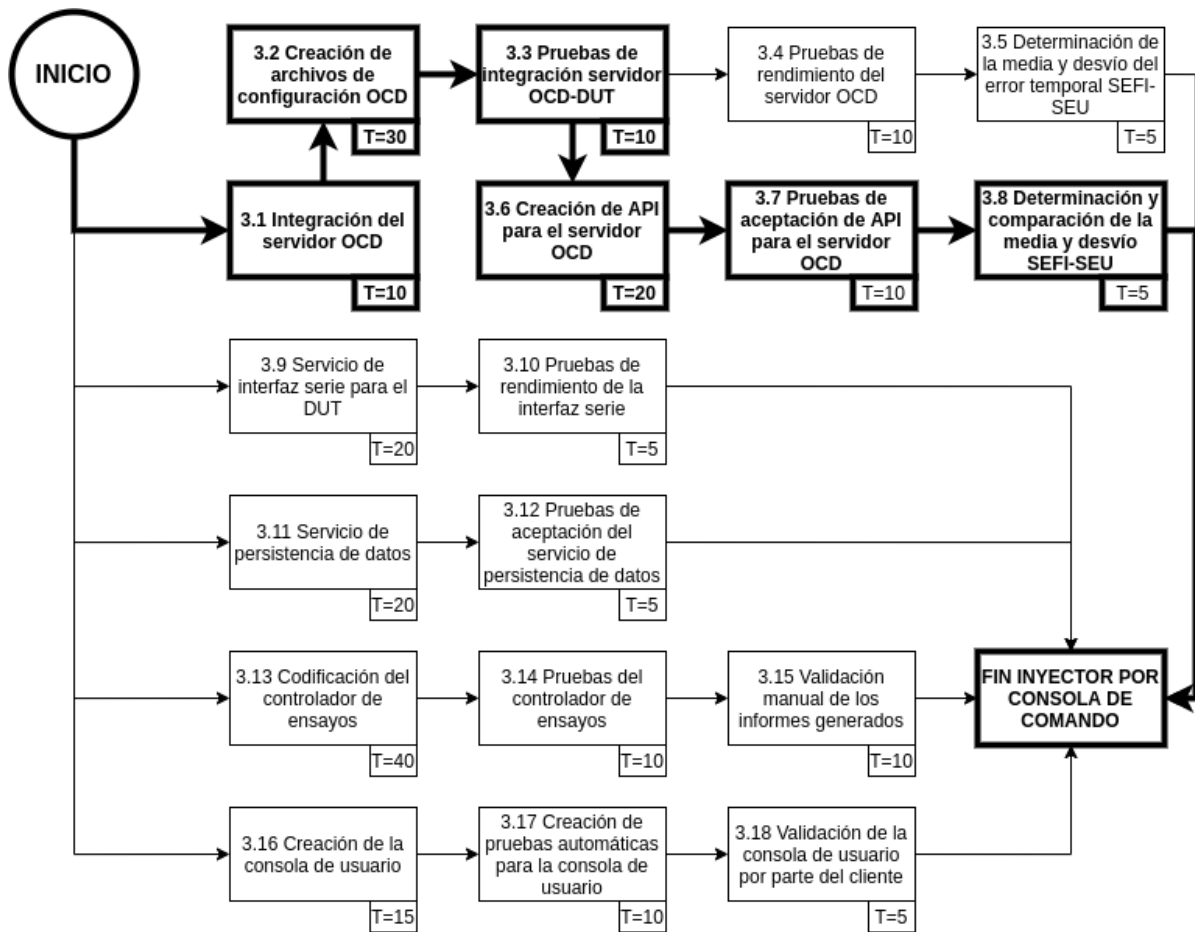 INICIO
3.2 Creación de
archivos de
configuración OCD
T=30
3.3 Pruebas de
integración servidor
OCD-DUT
T=10
3.4 Pruebas de
rendimiento del
servidor OCD
T=10
3.5 Determinación de
la media y desvío del
error temporal SEFI-
SEU
T=5
3.1 Integración del
servidor OCD
T=10
3.6 Creación de API
para el servidor
OCD
T=20
3.7 Pruebas de
aceptación de API
para el servidor
OCD
T=10
3.8 Determinación y
comparación de la
media y desvío
SEFI-SEU
T=5
3.9 Servicio de
interfaz serie para el
DUT
T=20
3.10 Pruebas de
rendimiento de la
interfaz serie
T=5
3.11 Servicio de
persistencia de datos
T=20
3.12 Pruebas de
aceptación del
servicio de
persistencia de datos
T=5
3.13 Codificación del
controlador de
ensayos
T=40
3.14 Pruebas del
controlador de
ensayos
T=10
3.15 Validación
manual de los
informes generados
T=10
FIN INYECTOR POR
CONSOLA DE
COMANDO
3.16 Creación de la
consola de usuario
T=15
3.17 Creación de
pruebas automáticas
para la consola de
usuario
T=10
3.18 Validación de la
consola de usuario
por parte del cliente
T=5